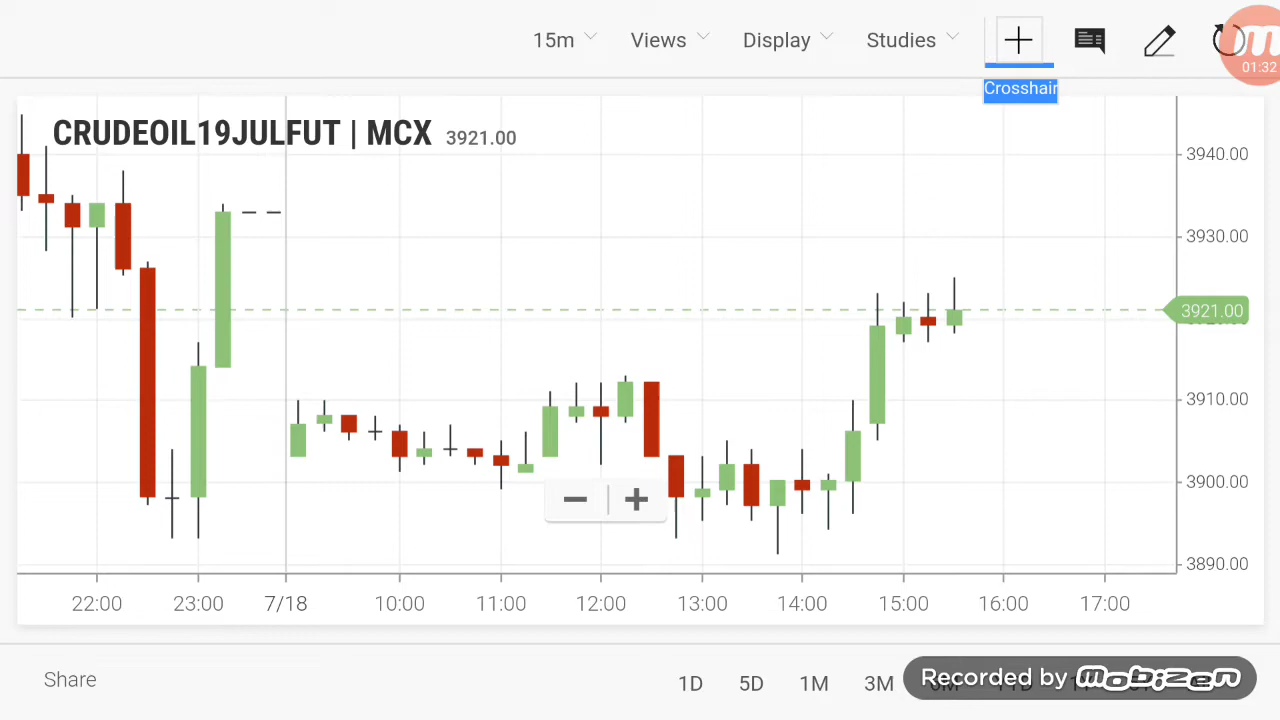 15m Views Display Studies
01:32
Crosshair
CRUDEOIL19JULFUT | MCX 3921.00
3940.00
3930.00
3921.00
3910.00
3900.00
3890.00
22:00 23:00 7/18 10:00 11:00 12:00 13:00 14:00 15:00 16:00 17:00
Share
1D 5D 1M 3M
Recorded by mobizen